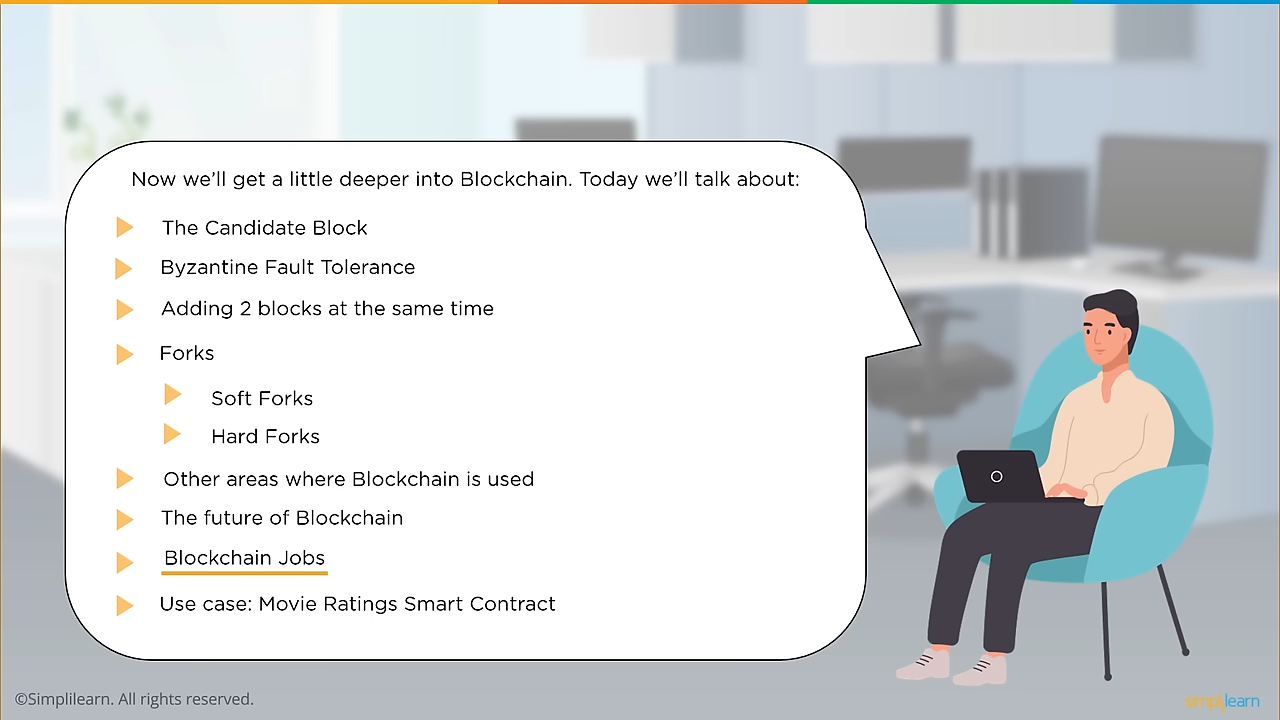 Now we'll get a little deeper into Blockchain. Today we'll talk about:
The Candidate Block
Byzantine Fault Tolerance
Adding 2 blocks at the same time
Forks
Soft Forks
Hard Forks
Other areas where Blockchain is used
The future of Blockchain
Blockchain Jobs
Use case: Movie Ratings Smart Contract
©Simplilearn. All rights reserved.
simplilearn